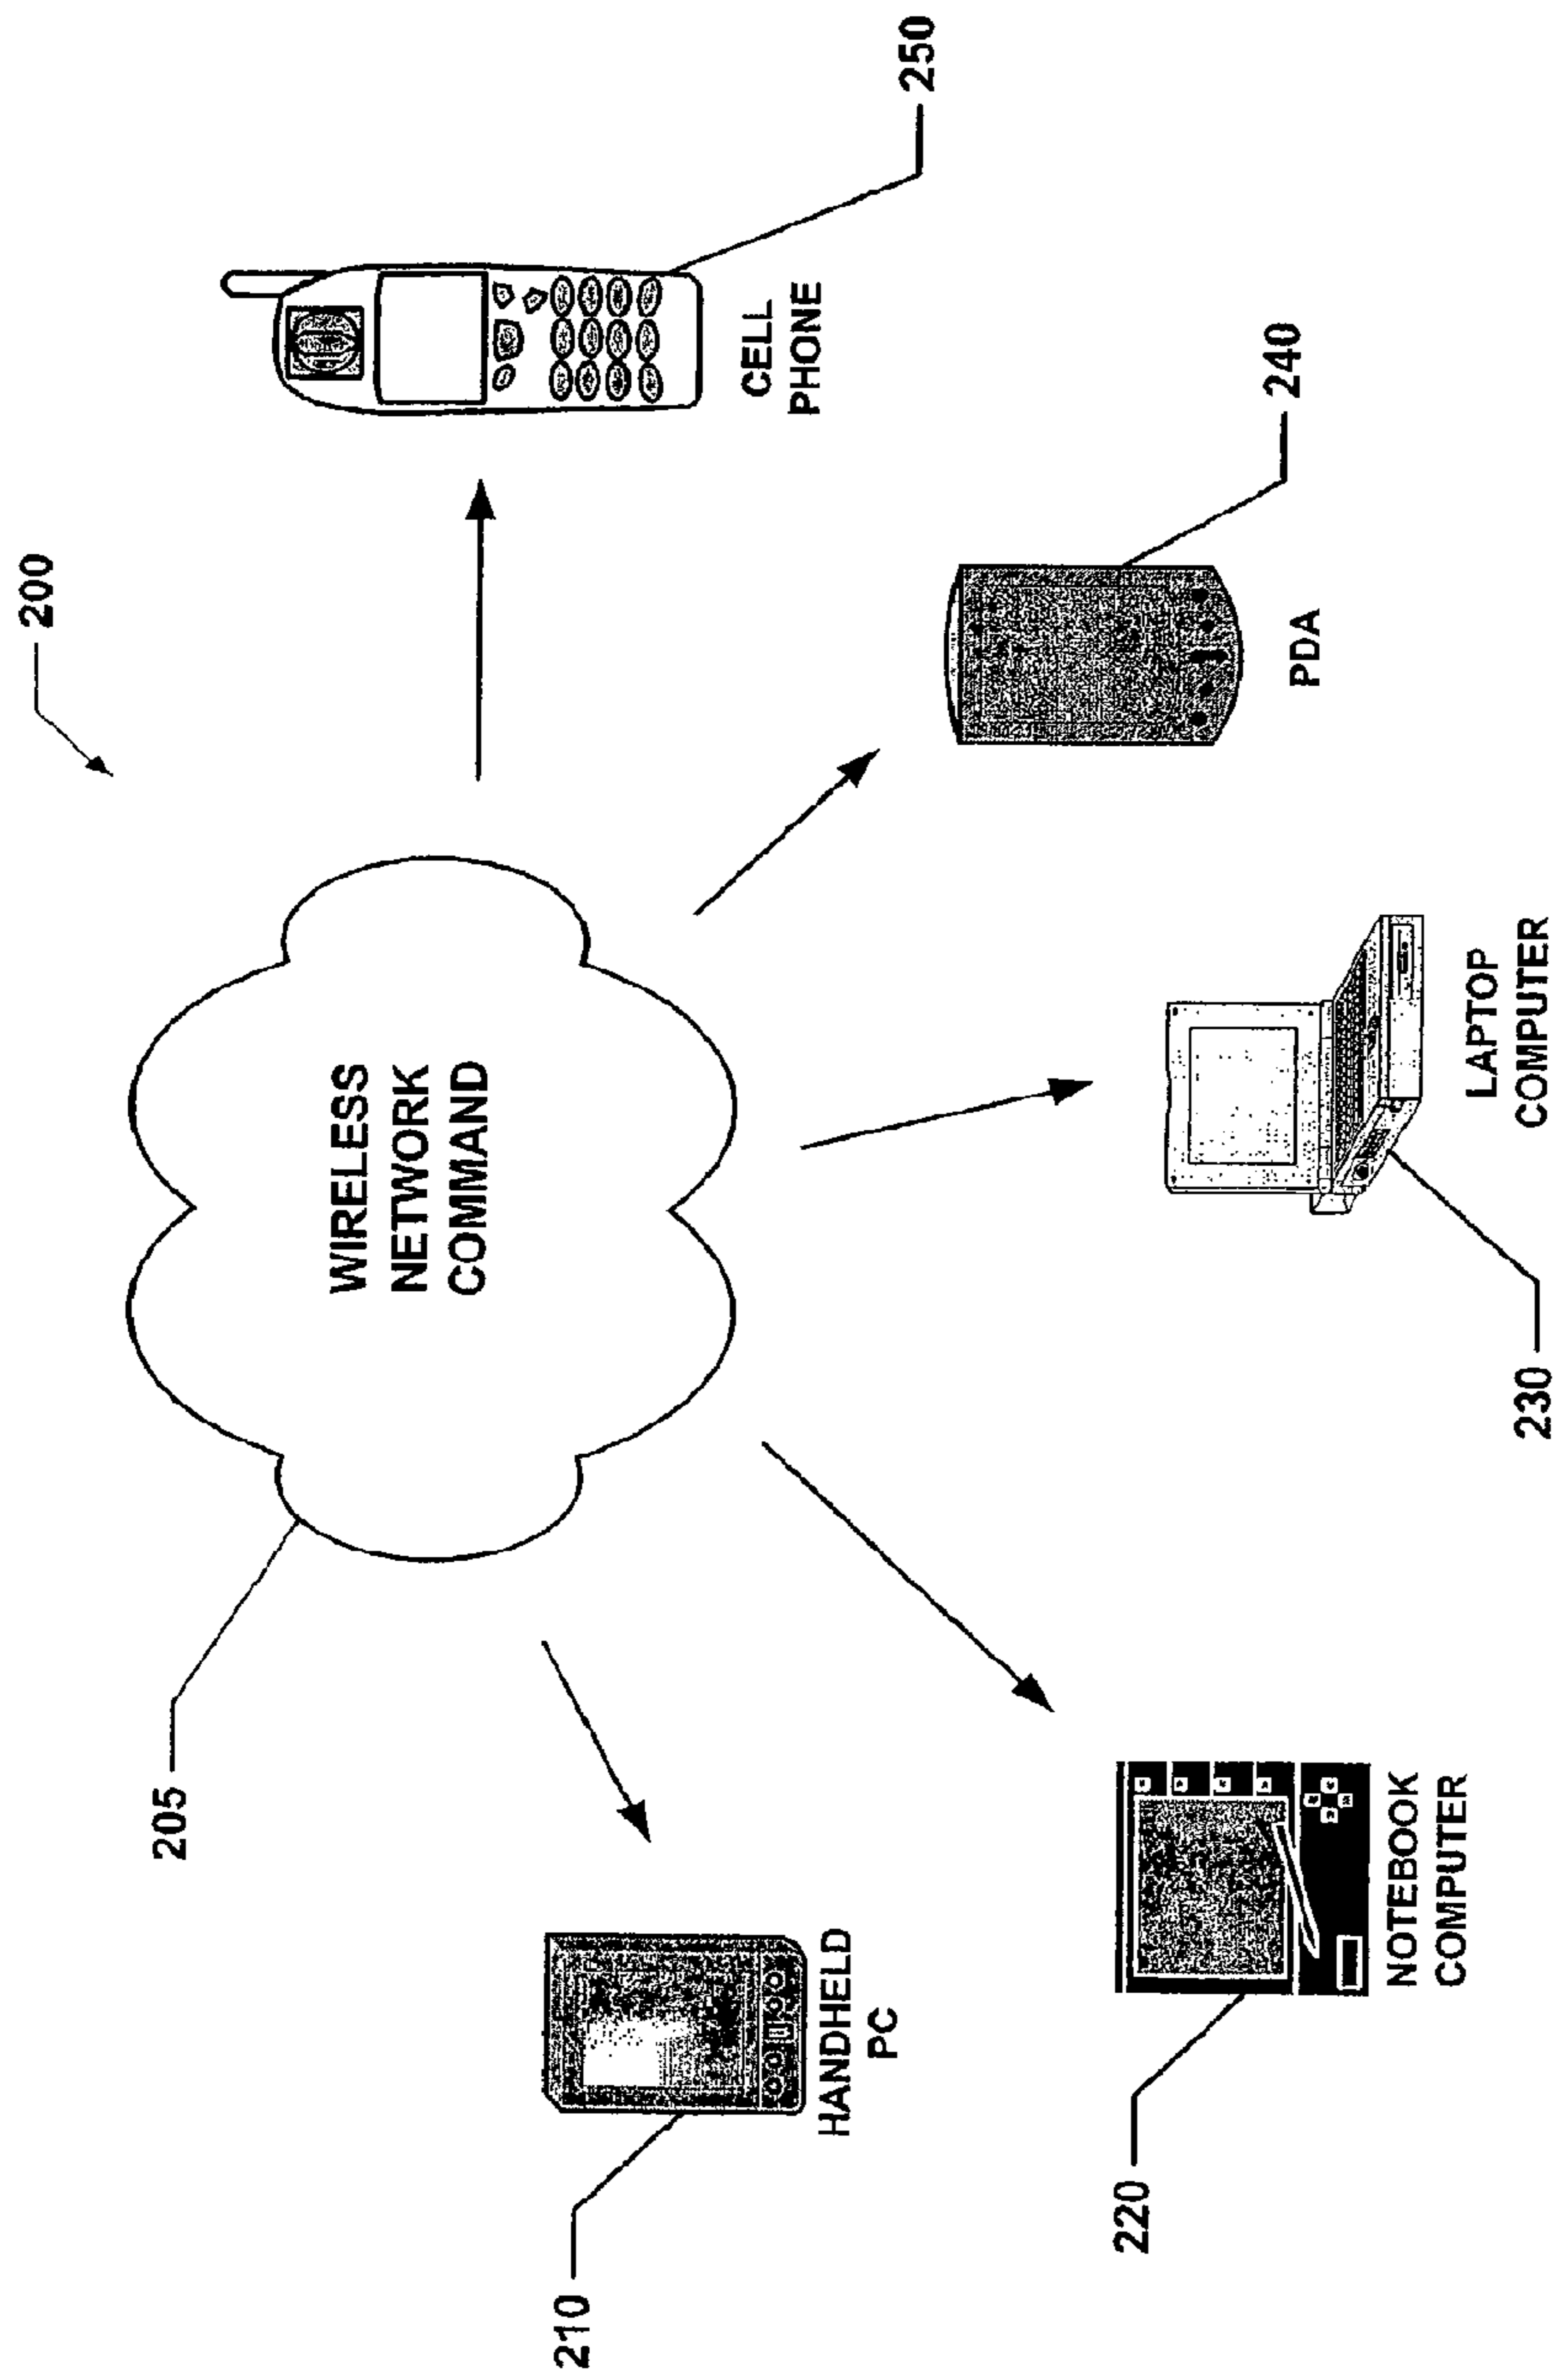 200
205
WIRELESS
NETWORK
COMMAND
250
CELL
PHONE
210
HANDHELD
PC
240
PDA
220
NOTEBOOK
COMPUTER
230
LAPTOP
COMPUTER